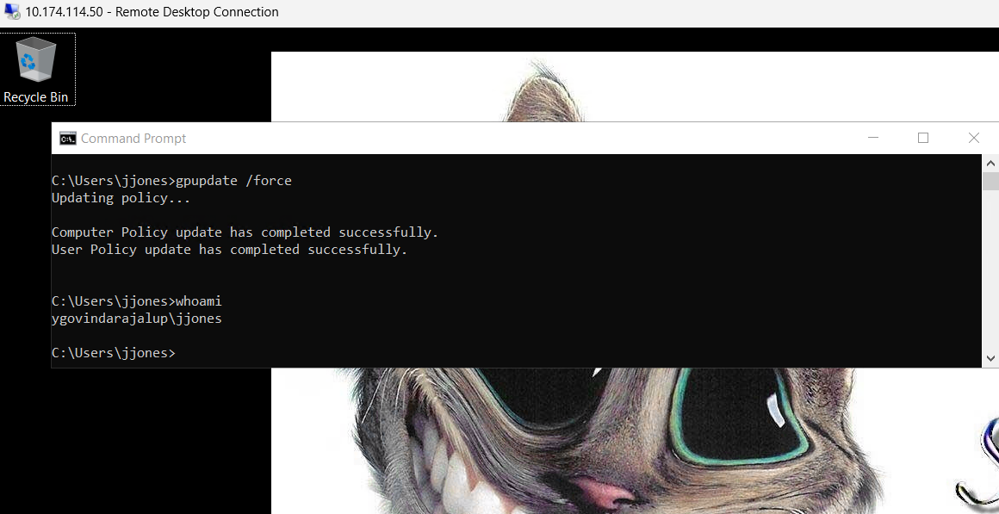 10.174.114.50 - Remote Desktop Connection
Recycle Bin
Command Prompt
C:\Users\jjones>gpupdate /force
Updating policy...
Computer Policy update has completed successfully.
User Policy update has completed successfully.
C:\Users\jjones>whoami
ygovindarajalup\jjones
C:\Users\jjones>